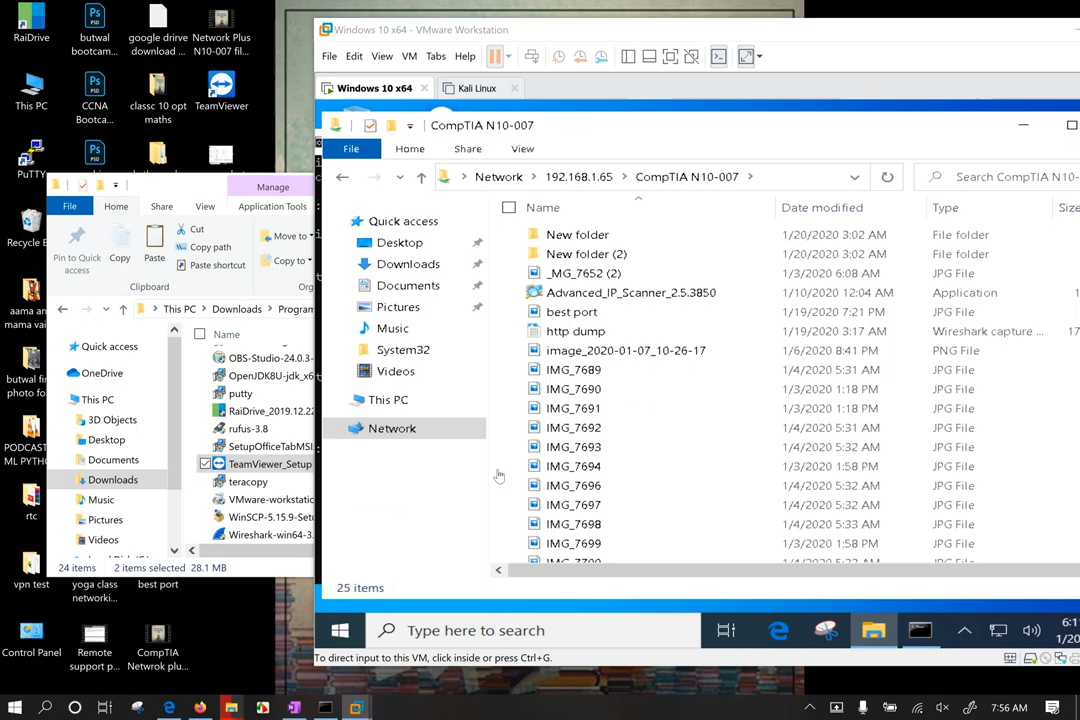 RaiDrive
butwal bootcam...
google drirve download ...
Network Plus N10-007 fil...
This PC
CCNA Bootca...
classc 10 opt maths
TeamViewer
PuTTY
Recycle B
aama an
mama vai
butwal fir
photo fo
PODCAST
ML PYTH
rtc
vpn test
yoga class networki...
best port
Control Panel
Remote support p...
CompTIA Netwrok plu...
Manage
File
Home
Share
View
Application Tools
Pin to Quick access
Copy
Paste
Cut
Copy path
Paste shortcut
Move to
Copy to
Clipboard
Org
This PC > Downloads > Program
Quick access
OneDrive
This PC
3D Objects
Desktop
Documents
Downloads
Music
Pictures
Videos
Name
OBS-Studio-24.0.3-
OpenJDK8U-jdk_x6
putty
RaiDrive_2019.12.22
rufus-3.8
SetupOfficeTabMSI
TeamViewer_Setup
teracopy
VMware-workstatic
WinSCP-5.15.9-Setu
Wireshark-win64-3.
24 items
2 items selected 28.1 MB
Windows 10 x64 - VMware Workstation
File Edit View VM Tabs Help
Windows 10 x64
Kali Linux
CompTIA N10-007
File Home Share View
Network > 192.168.1.65 > CompTIA N10-007 >
Search CompTIA N10-
Quick access
Desktop
Downloads
Documents
Pictures
Music
System32
Videos
This PC
Network
Name Date modified Type Size
New folder 1/20/2020 3:02 AM File folder
New folder (2) 1/20/2020 3:02 AM File folder
_MG_7652 (2) 1/3/2020 6:08 AM JPG File
Advanced_IP_Scanner_2.5.3850 1/10/2020 12:04 AM Application
best port 1/19/2020 7:21 PM JPG File
http dump 1/19/2020 3:17 AM Wireshark capture ...
image_2020-01-07_10-26-17 1/6/2020 8:41 PM PNG File
IMG_7689 1/4/2020 5:31 AM JPG File
IMG_7690 1/3/2020 1:18 PM JPG File
IMG_7691 1/3/2020 1:18 PM JPG File
IMG_7692 1/4/2020 5:31 AM JPG File
IMG_7693 1/4/2020 5:32 AM JPG File
IMG_7694 1/3/2020 1:58 PM JPG File
IMG_7696 1/4/2020 5:32 AM JPG File
IMG_7697 1/4/2020 5:32 AM JPG File
IMG_7698 1/4/2020 5:33 AM JPG File
IMG_7699 1/3/2020 1:58 PM JPG File
25 items
Type here to search
6:1
1/20
To direct input to this VM, click inside or press Ctrl+G.
7:56 AM